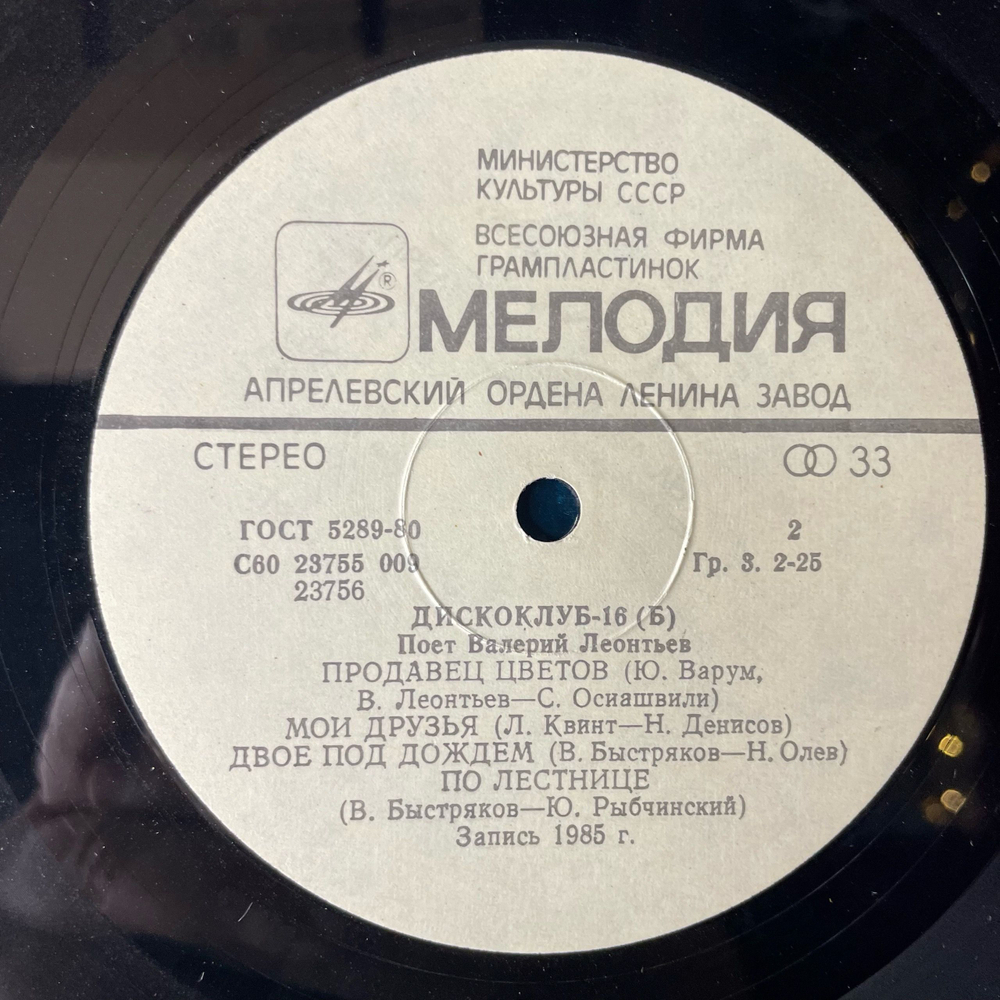 МИНИСТЕРСТВО
КУЛЬТУРЫ СССР
ВСЕСОЮЗНАЯ ФИРМА
ГРАМПЛАСТИНОК
®
МЕЛОДИЯ
АПРЕЛЕВСКИЙ ОРДЕНА ЛЕНИНА ЗАВОД
СТЕРЕО
33
ГОСТ 5289-80
2
С60 23755 009
Гр. 3. 2-25
23756
ДИСКОКЛУБ-16 (Б)
Поет Валерий Леонтьев
ПРОДАВЕЦ ЦВЕТОВ (Ю. Варум,
В. Леонтьев—С. Осиашвили)
МОИ ДРУЗЬЯ (Л. Квинт—Н. Денисов)
ДВОЕ ПОД ДОЖДЕМ (В. Быстряков—Н. Олев)
ПО ЛЕСТНИЦЕ
(В. Быстряков—Ю. Рыбчинский)
Запись 1985 г.